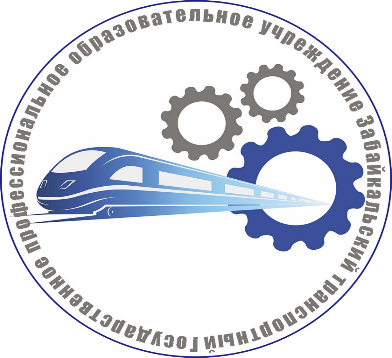 Государственное профессиональное образовательное учреждение Забайкальский транспортный